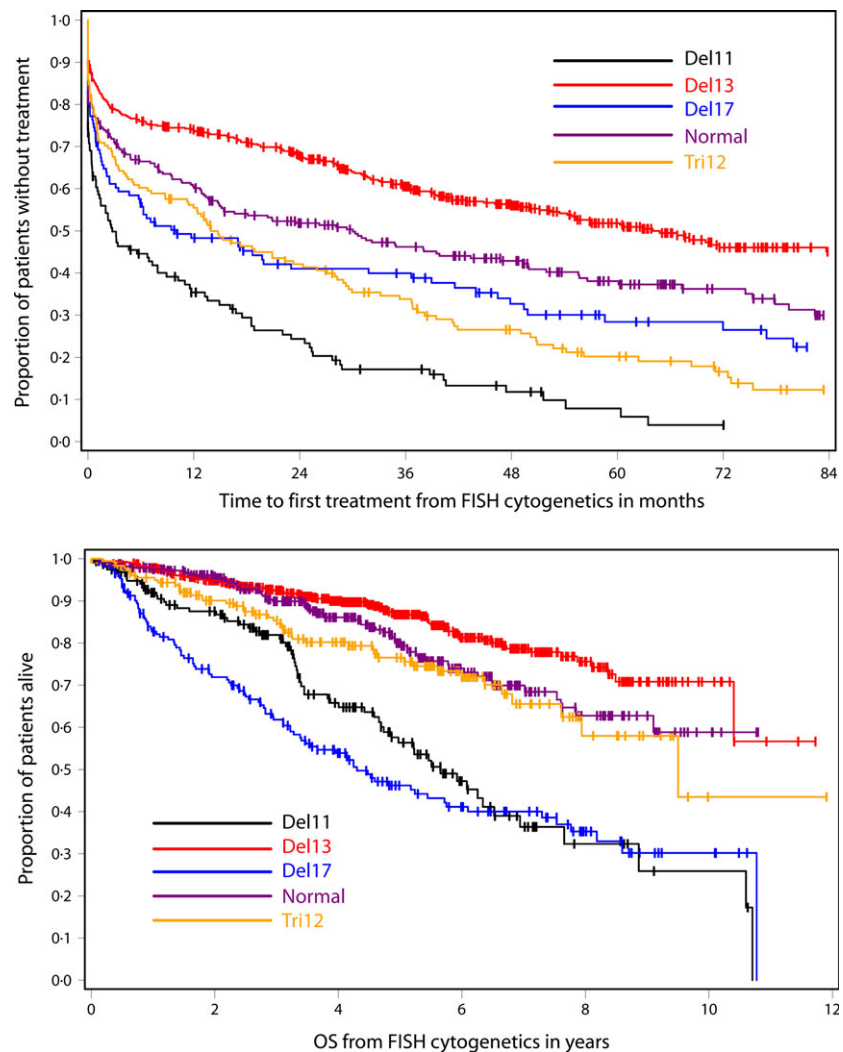 1·0
0·9
0·8
0·7
0·6
0·5
0·4
0·3
0·2
0·1
0·0
Proportion of patients without treatment
Del11
Del13
Del17
Normal
Tri12
0 12 24 36 48 60 72 84
Time to first treatment from FISH cytogenetics in months
1·0
0·9
0·8
0·7
0·6
0·5
0·4
0·3
0·2
0·1
0·0
Proportion of patients alive
Del11
Del13
Del17
Normal
Tri12
0 2 4 6 8 10 12
OS from FISH cytogenetics in years